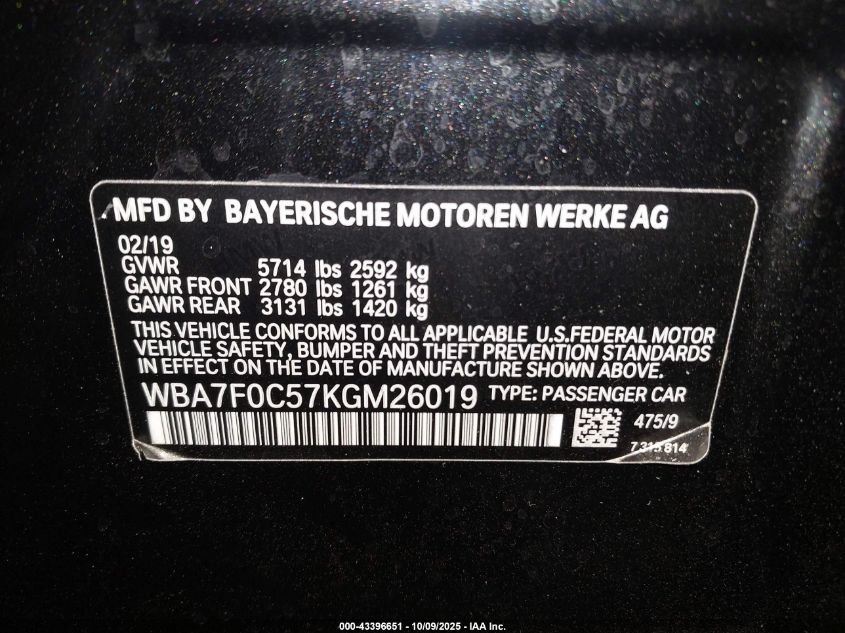 MFD BY BAYERISCHE MOTOREN WERKE AG
02/19
GVWR 5714 lbs 2592 kg
GAWR FRONT 2780 lbs 1261 kg
GAWR REAR 3131 lbs 1420 kg
THIS VEHICLE CONFORMS TO ALL APPLICABLE U.S.FEDERAL MOTOR
VEHICLE SAFETY, BUMPER AND THEFT PREVENTION STANDARDS
IN EFFECT ON THE DATE OF MANUFACTURE SHOWN ABOVE.
WBA7F0C57KGM26019 TYPE: PASSENGER CAR
475/9
7 315 814
000-43396651 - 10/09/2025 - IAA Inc.